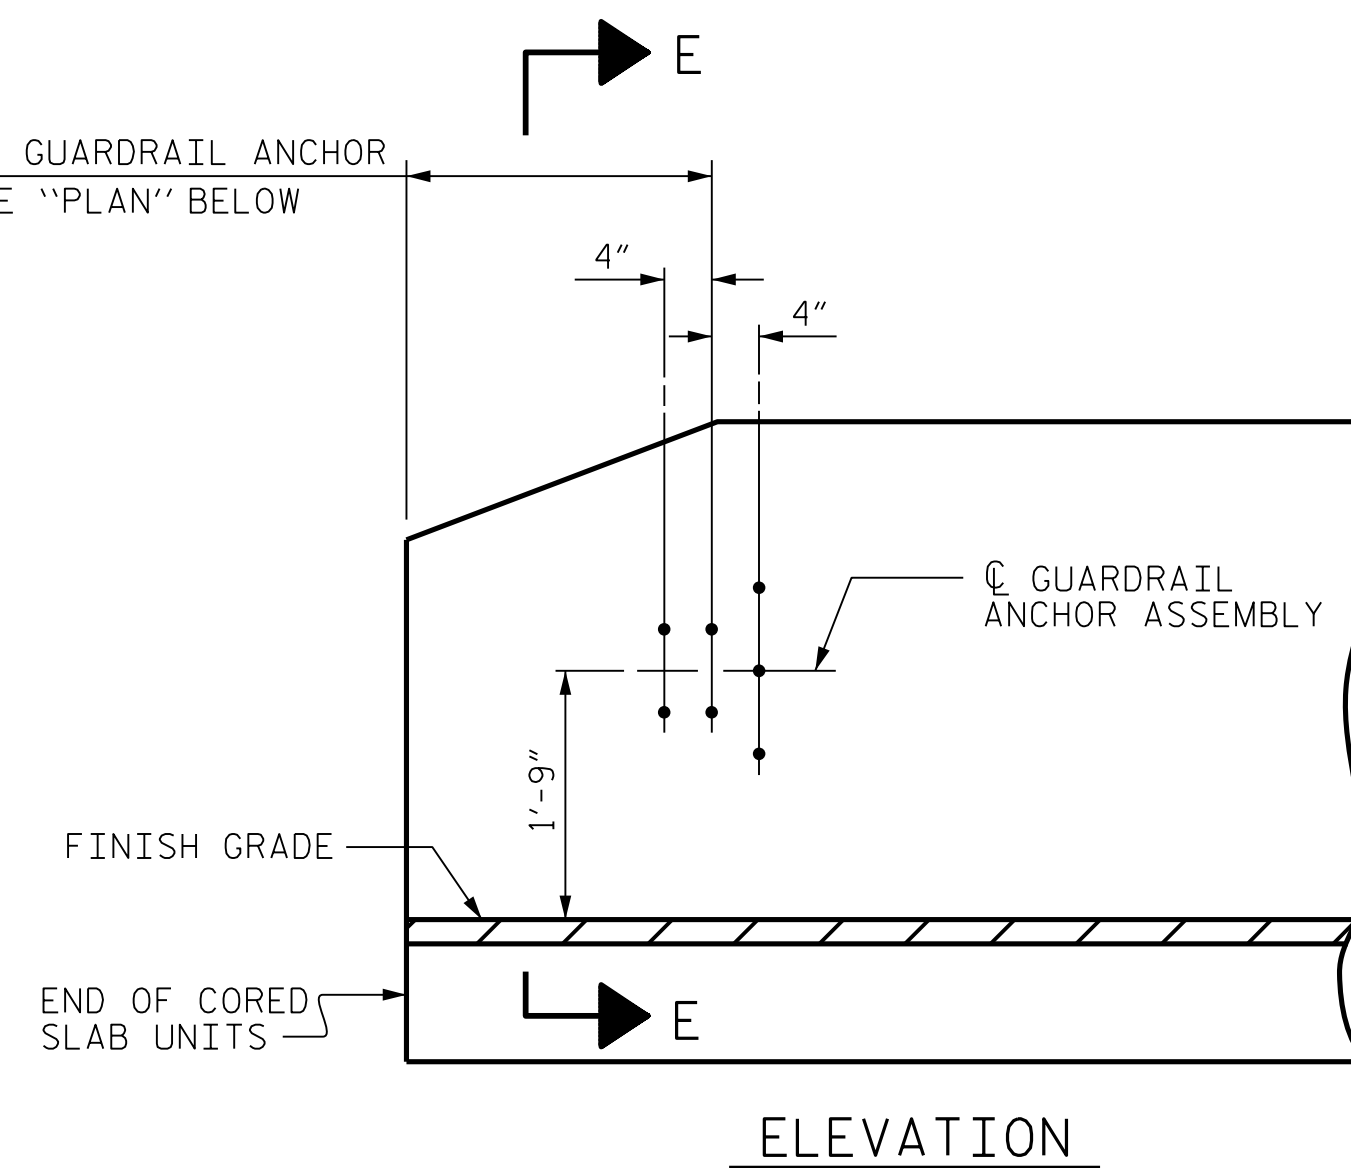 E
GUARDRAIL ANCHOR
"PLAN" BELOW
4"
4"
℄ GUARDRAIL
ANCHOR ASSEMBLY
1'-9"
FINISH GRADE
END OF CORED
SLAB UNITS
E
ELEVATION